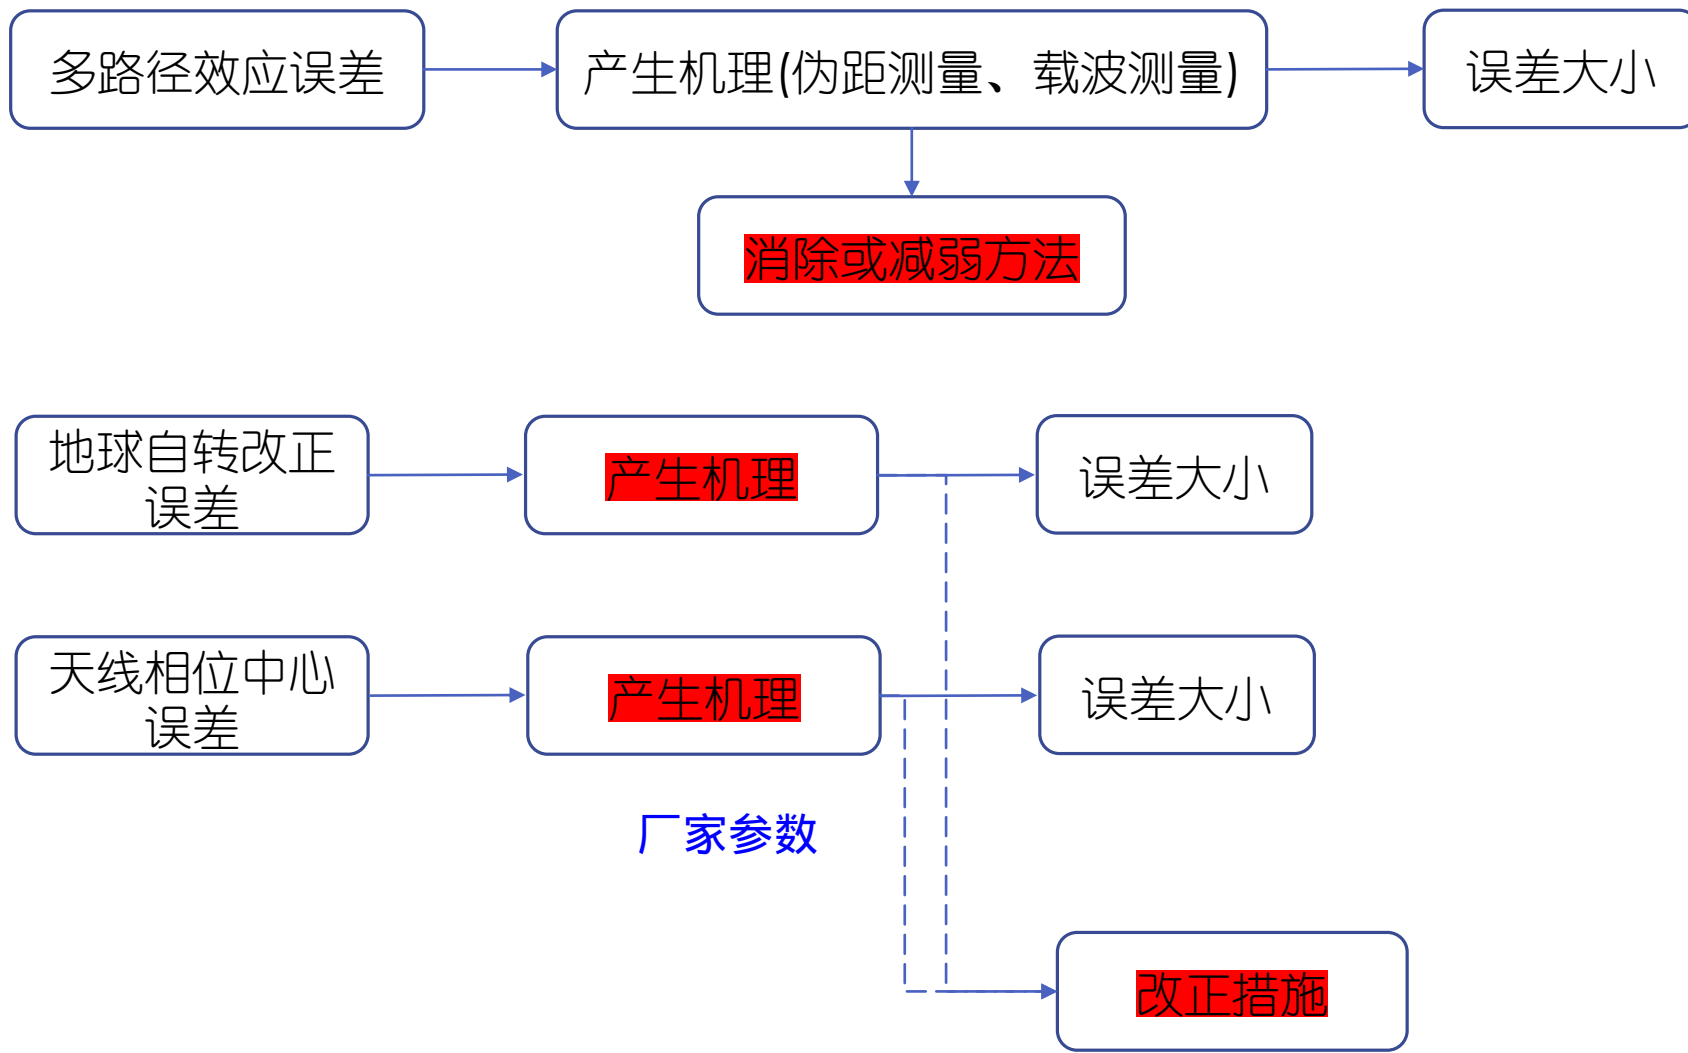 多路径效应误差
产生机理(伪距测量、载波测量)
误差大小
消除或减弱方法
地球自转改正
误差
产生机理
误差大小
天线相位中心
误差
产生机理
误差大小
厂家参数
改正措施